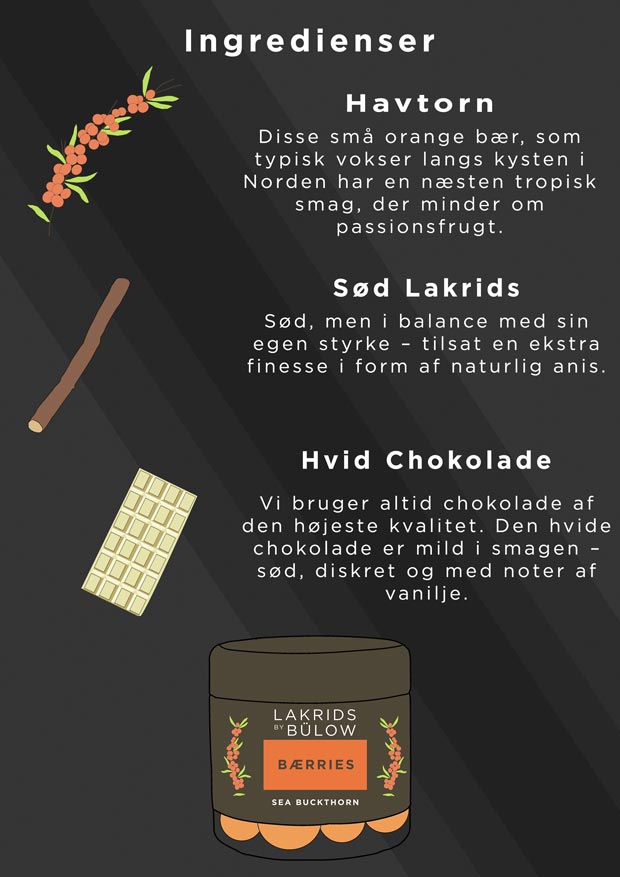 Ingredienser
Havtorn
Disse små orange bær, som
typisk vokser langs kysten i
Norden har en næsten tropisk
smag, der minder om
passionsfrugt.
Sød Lakrids
Sød, men i balance med sin
egen styrke – tilsat en ekstra
finesse i form af naturlig anis.
Hvid Chokolade
Vi bruger altid chokolade af
den højeste kvalitet. Den hvide
chokolade er mild i smagen –
sød, diskret og med noter af
vanilje.
LAKRIDS
BY BÜLOW
BÆRRIES
SEA BUCKTHORN